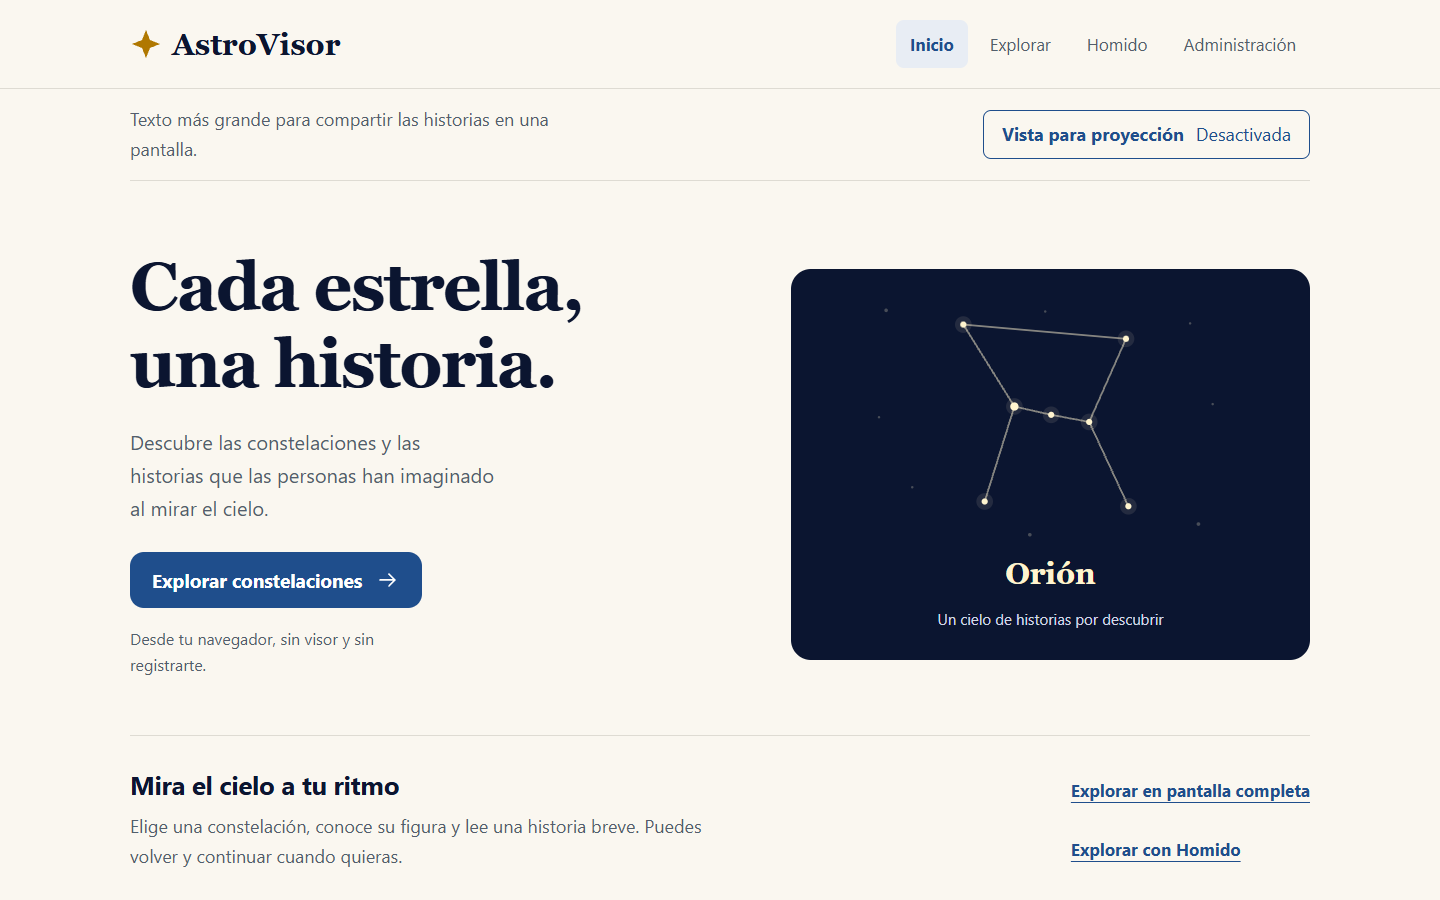 AstroVisor
Inicio
Explorar
Homido
Administración
Texto más grande para compartir las historias en una
pantalla.
Vista para proyección Desactivada
Cada estrella,
una historia.
Descubre las constelaciones y las
historias que las personas han imaginado
al mirar el cielo.
Explorar constelaciones →
Desde tu navegador, sin visor y sin
registrarte.
Orión
Un cielo de historias por descubrir
Mira el cielo a tu ritmo
Elige una constelación, conoce su figura y lee una historia breve. Puedes
volver y continuar cuando quieras.
Explorar en pantalla completa
Explorar con Homido